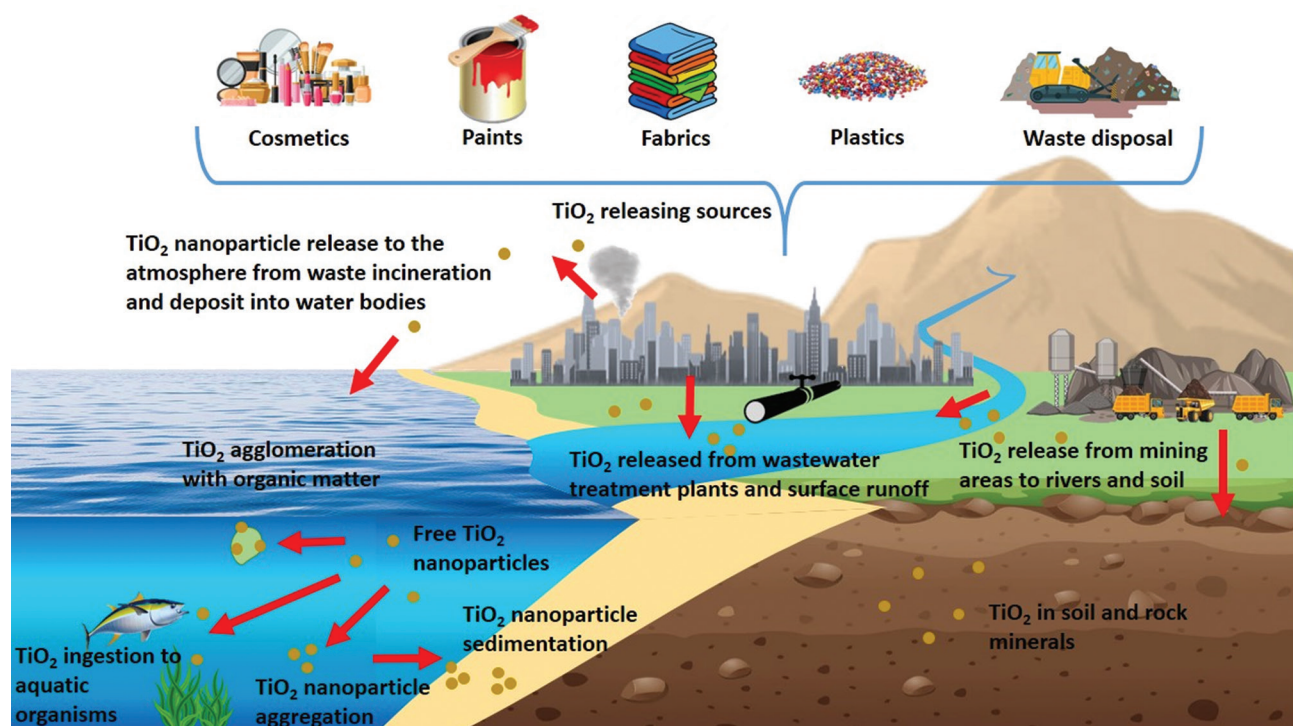 Cosmetics
Paints
Fabrics
Plastics
Waste disposal
TiO₂ releasing sources
TiO₂ nanoparticle release to the
atmosphere from waste incineration
and deposit into water bodies
TiO₂ agglomeration
with organic matter
TiO₂ released from wastewater
treatment plants and surface runoff
TiO₂ release from mining
areas to rivers and soil
Free TiO₂
nanoparticles
TiO₂ nanoparticle
sedimentation
TiO₂ in soil and rock
minerals
TiO₂ ingestion to
aquatic
organisms
TiO₂ nanoparticle
aggregation